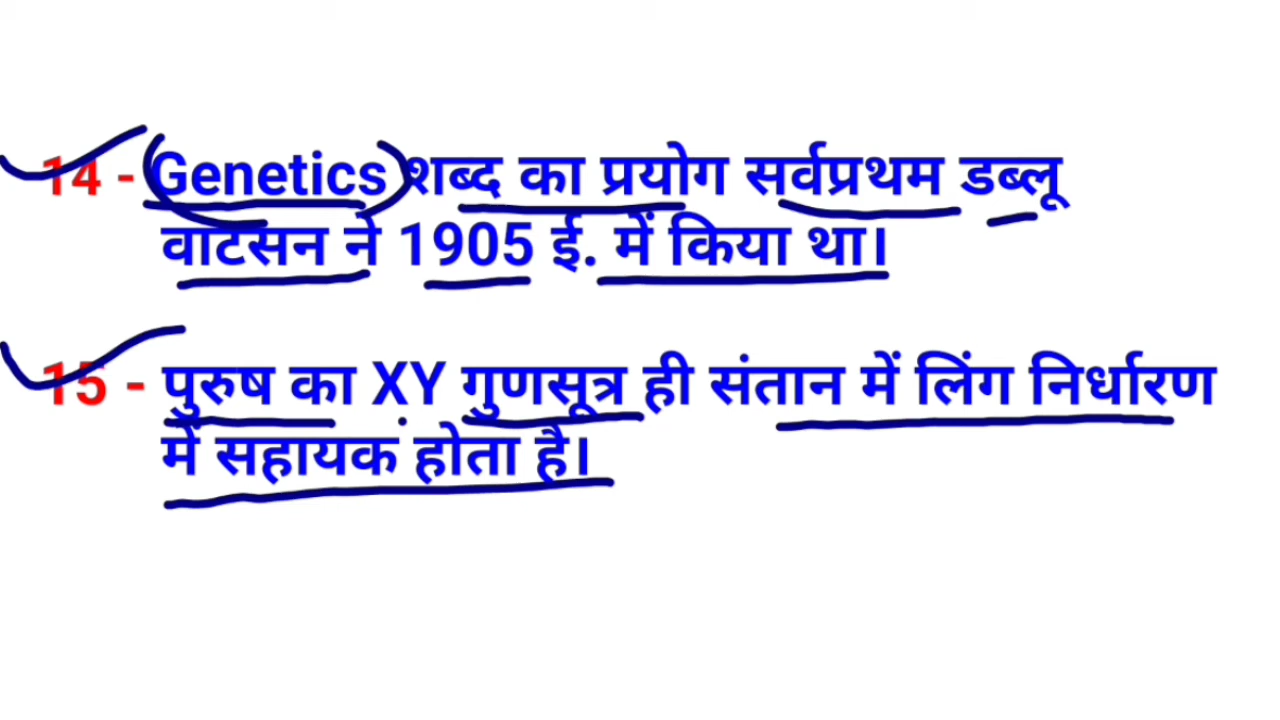 14 - Genetics शब्द का प्रयोग सर्वप्रथम डब्लू
वाटसन ने 1905 ई. में किया था।
15 - पुरुष का XY गुणसूत्र ही संतान में लिंग निर्धारण
में सहायक होता है।